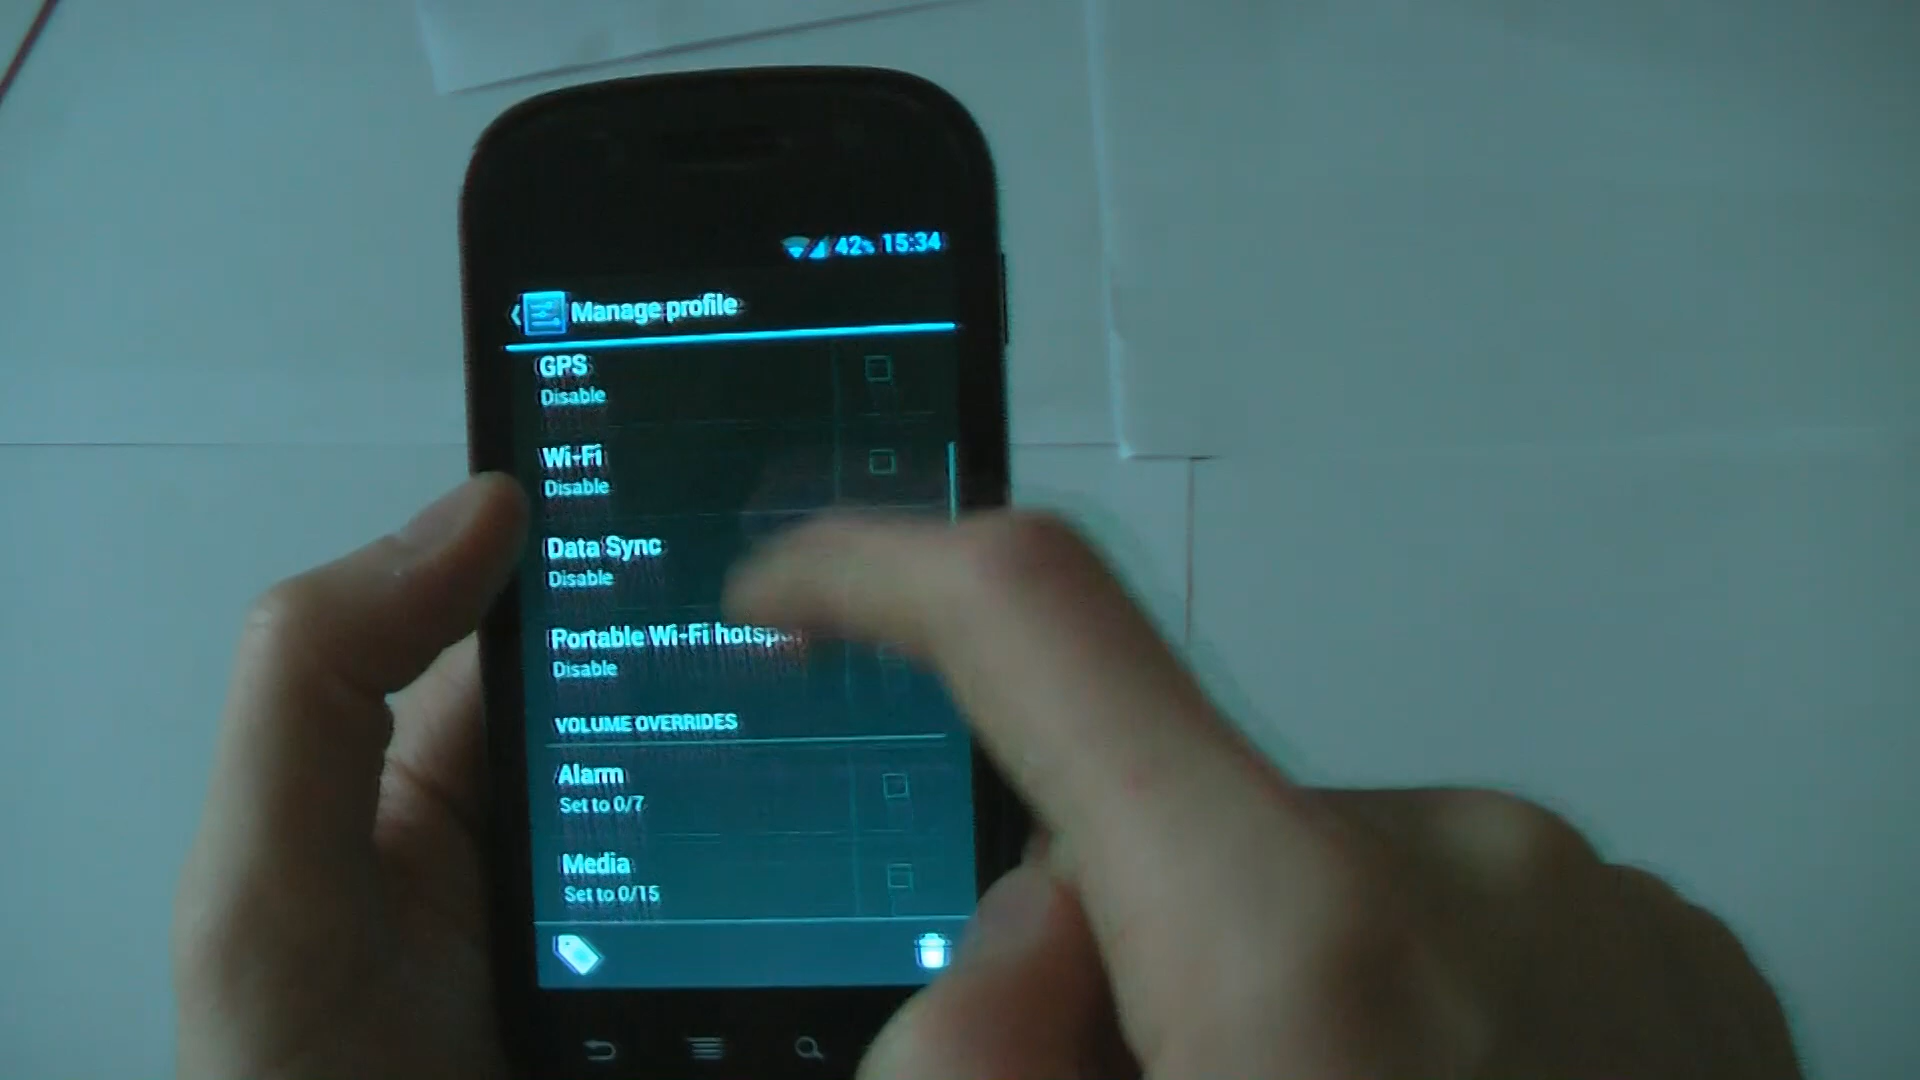 42% 15:34
Manage profile
GPS
Disable
Wi-Fi
Disable
Data Sync
Disable
Portable Wi-Fi
Disable
VOLUME OVERRIDES
Alarm
Set to 0/7
Media
Set to 0/15